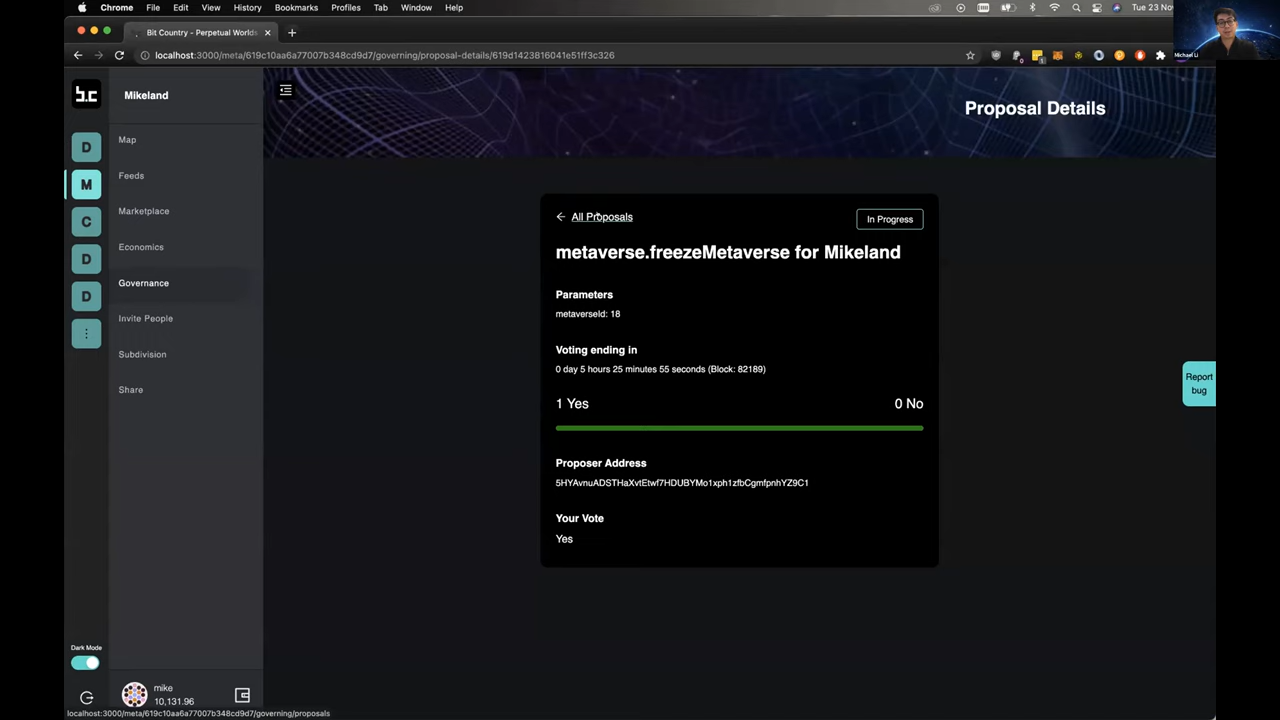 Chrome File Edit View History Bookmarks Profiles Tab Window Help
Tue 23 Nov
Bit Country - Perpetual Worlds
localhost:3000/meta/619c10aa6a77007b348cd9d7/governing/proposal-details/619d1423816041e51ff3c326
Michael Li
b.c
Mikeland
Proposal Details
D
Map
M
Feeds
C
Marketplace
D
Economics
D
Governance
Invite People
Subdivision
Share
All Proposals
In Progress
metaverse.freezeMetaverse for Mikeland
Parameters
metaverseId: 18
Voting ending in
0 day 5 hours 25 minutes 55 seconds (Block: 82189)
1 Yes
0 No
Proposer Address
5HYAvnuADSTHaXvtEtwf7HDUBYMo1xph1zfbCgmfpnhYZ9C1
Your Vote
Yes
Report
bug
Dark Mode
mike
10,131.96
localhost:3000/meta/619c10aa6a77007b348cd9d7/governing/proposals